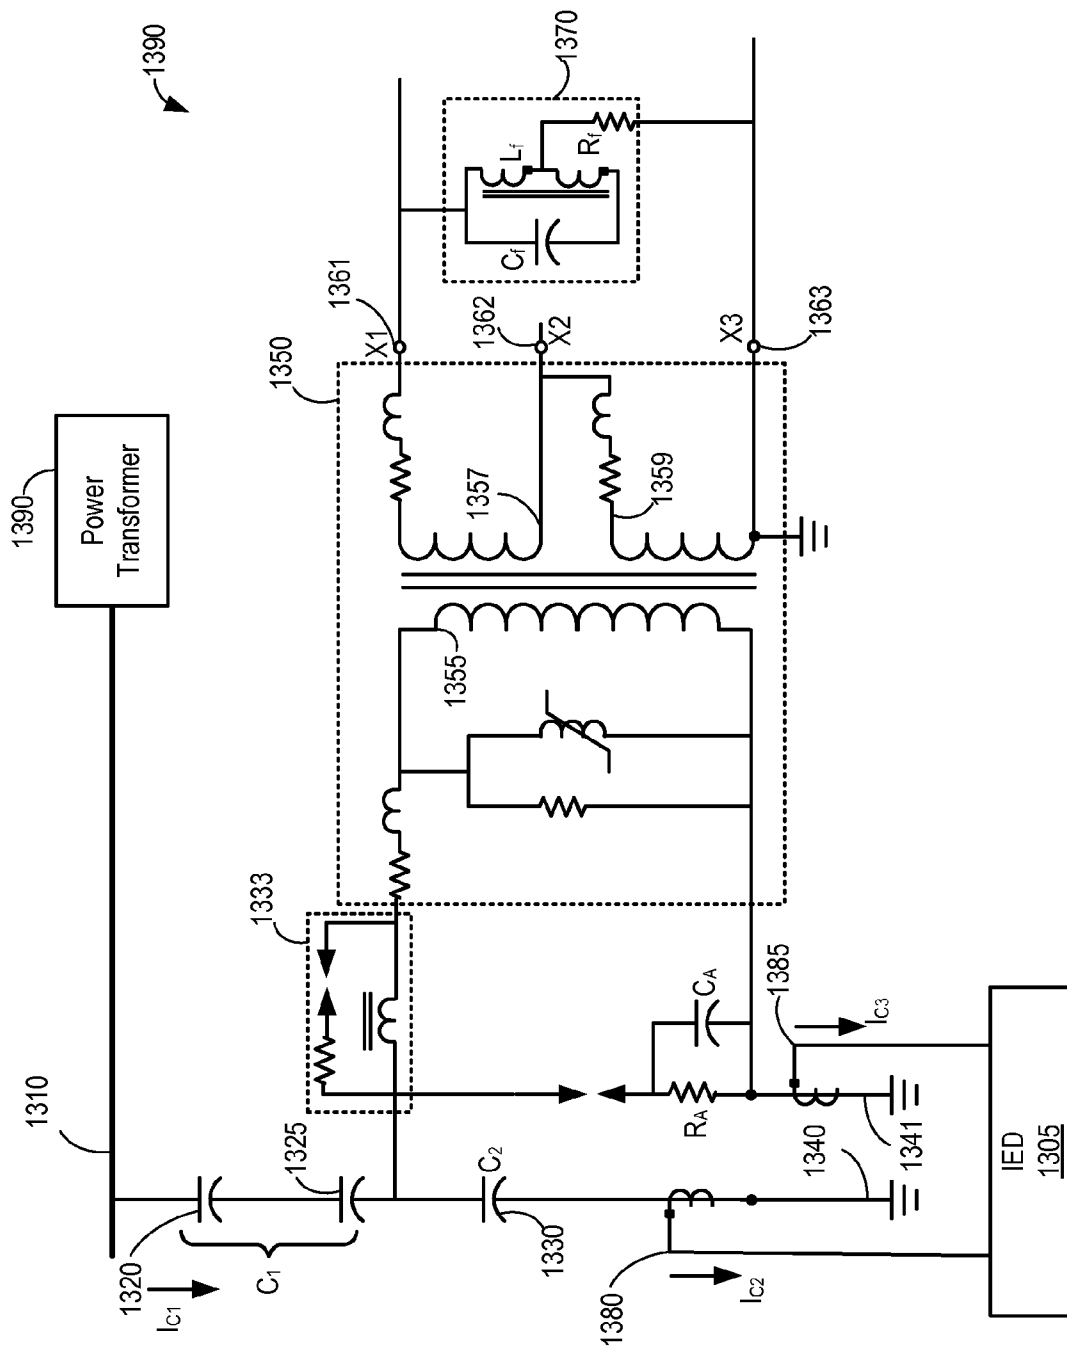 1390
1390
Power
Transformer
1310
1320
1325
C1
IC1
C2
1330
1333
1340
1341
1380
IC2
1385
IC3
RA
CA
IED
1305
1350
1355
1357
1359
X1
1361
1362
X2
X3
1363
1370
Cf
Lf
Rf